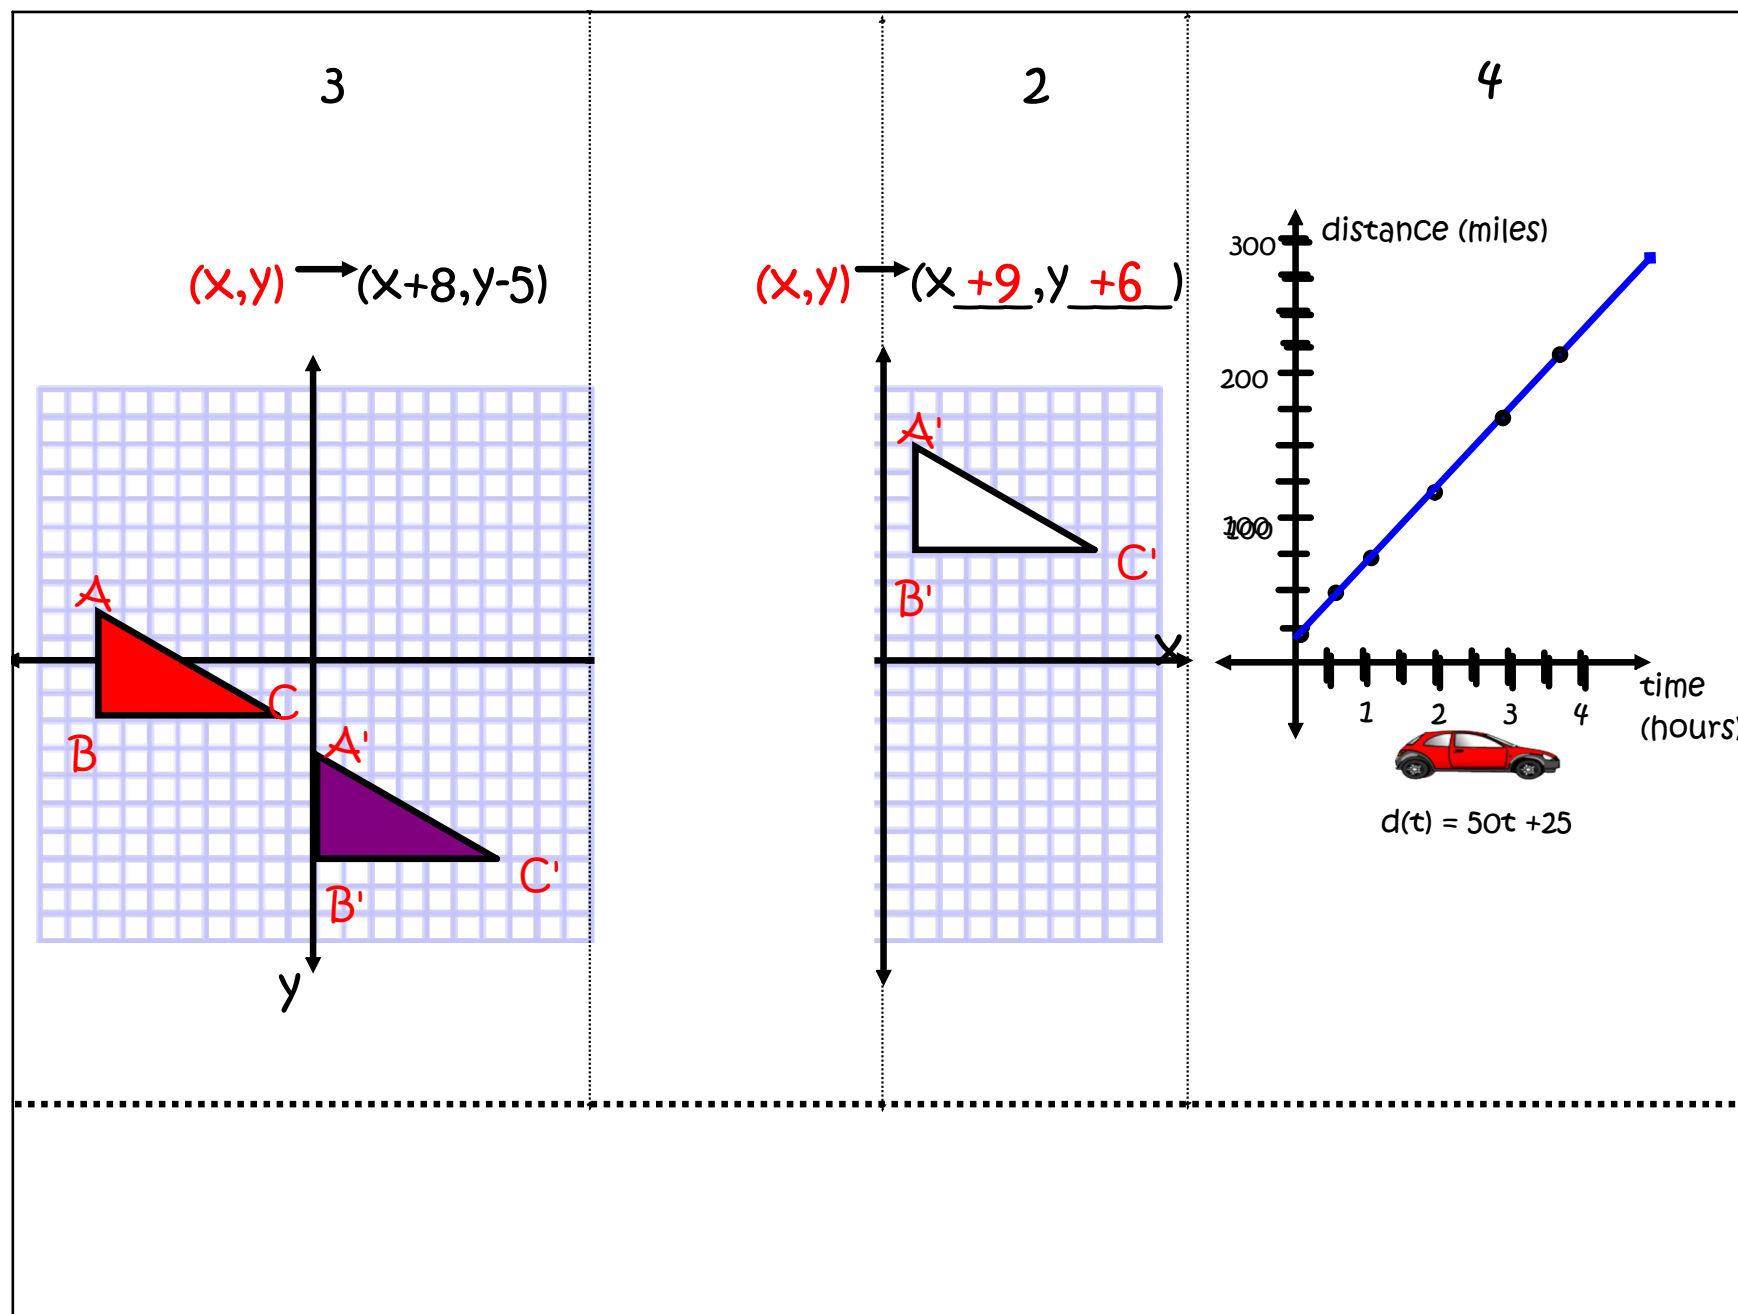 3
(x,y) (x+8,y-5)
A
C
B
A'
C'
B'
y
2
(x,y) (x +9 ,y +6 )
A'
C'
B'
x
4
distance (miles)
300
200
100
100
1 2 3 4
time
(hours)
d(t) = 50t +25